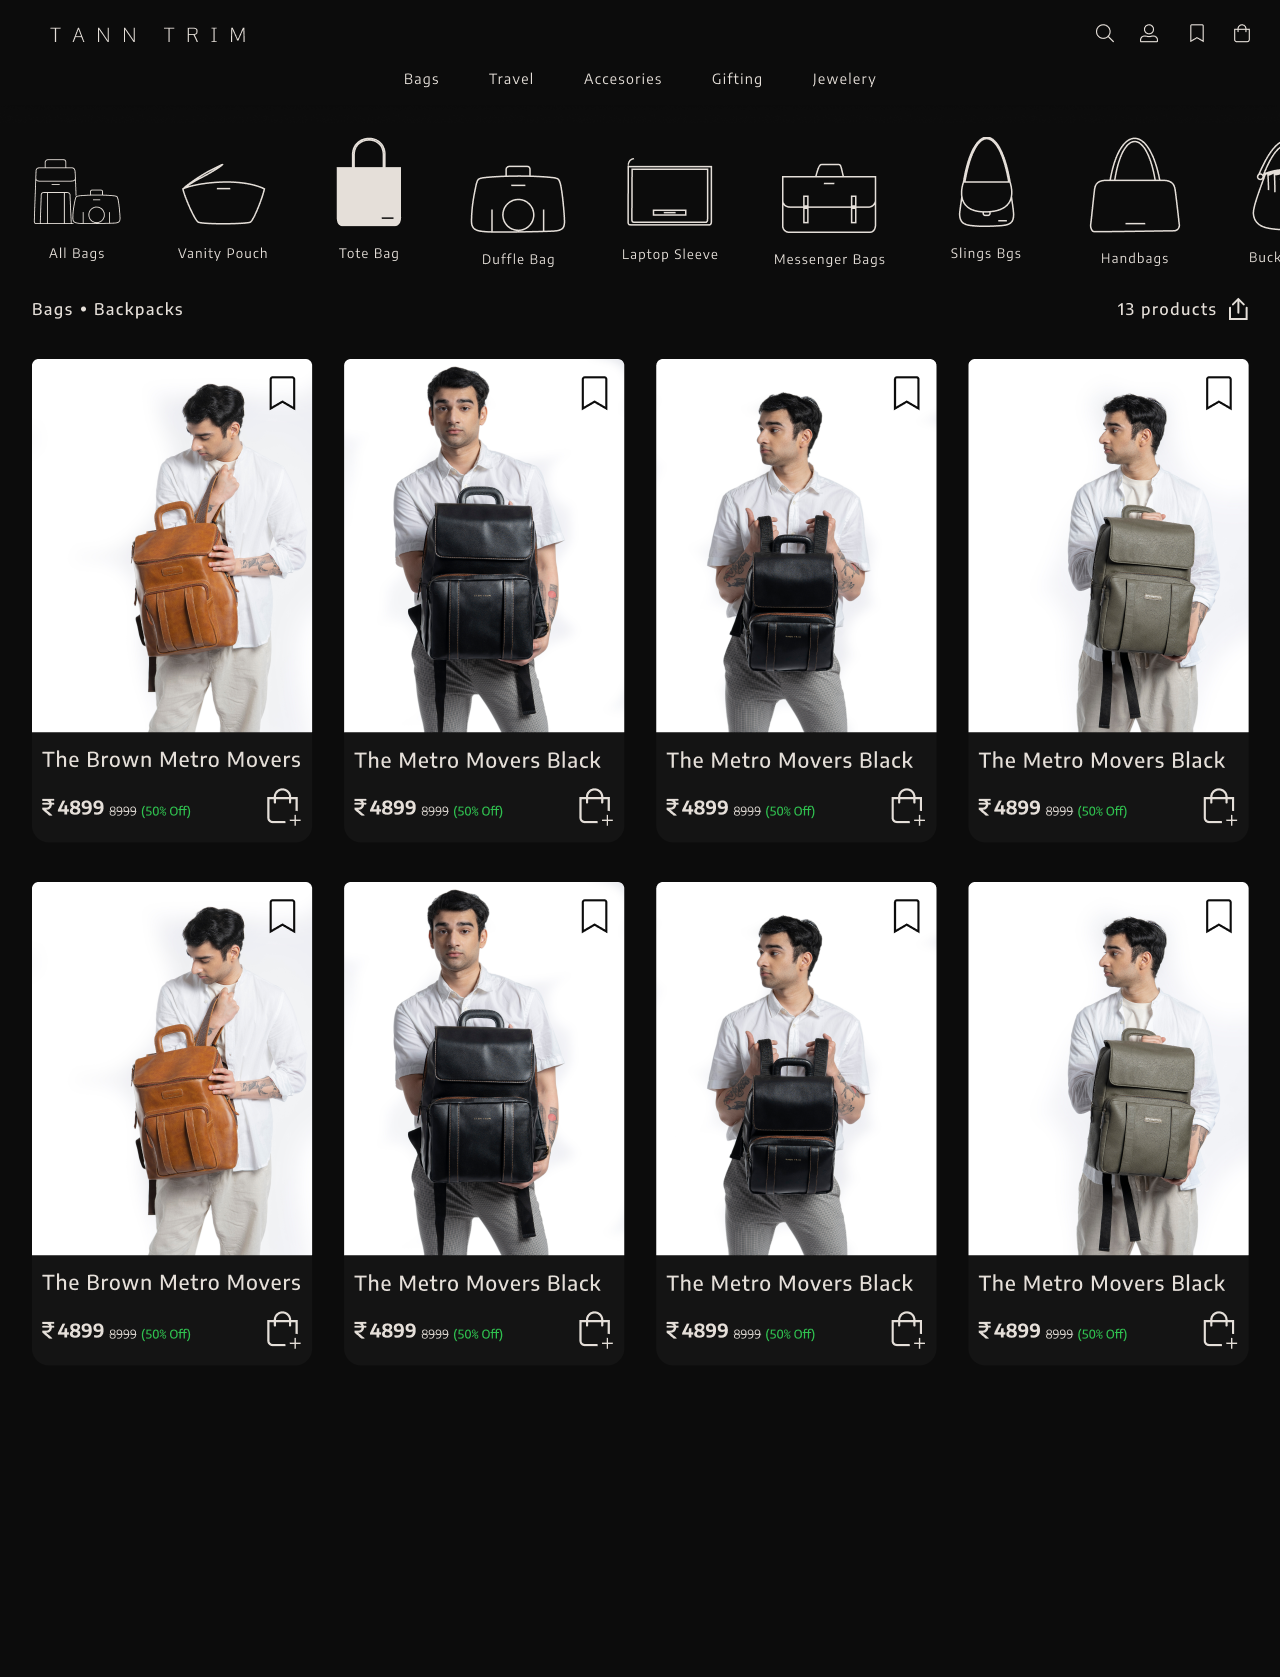 TANN TRIM
Bags Travel Accesories Gifting Jewelery
All Bags Vanity Pouch Tote Bag Duffle Bag Laptop Sleeve Messenger Bags Slings Bgs Handbags Buck
Bags • Backpacks 13 products
The Brown Metro Movers The Metro Movers Black The Metro Movers Black The Metro Movers Black
₹4899 8999 (50% Off) ₹4899 8999 (50% Off) ₹4899 8999 (50% Off) ₹4899 8999 (50% Off)
The Brown Metro Movers The Metro Movers Black The Metro Movers Black The Metro Movers Black
₹4899 8999 (50% Off) ₹4899 8999 (50% Off) ₹4899 8999 (50% Off) ₹4899 8999 (50% Off)